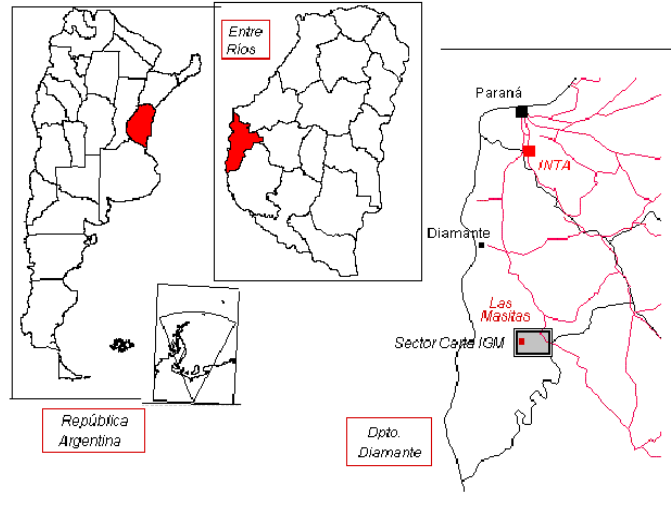 Entre
Ríos
Paraná
INTA
Diamante
Las
Masitas
Sector Carta IGM
República
Argentina
Dpto.
Diamante